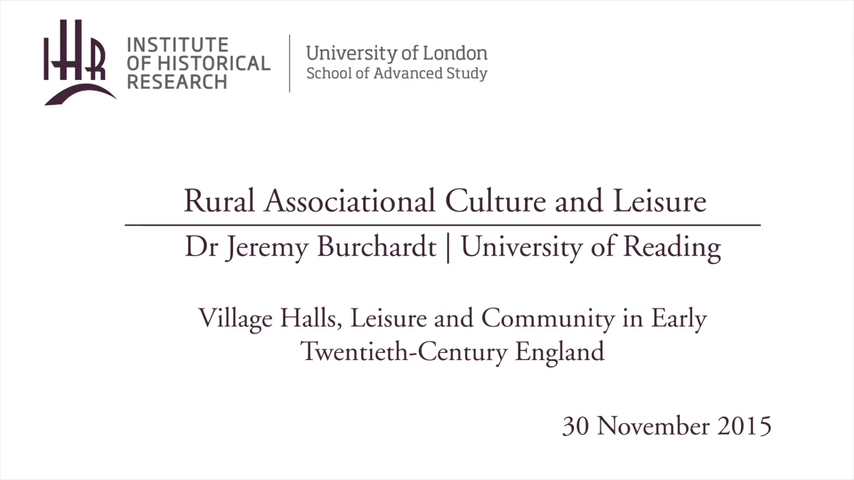 IHR
INSTITUTE
OF HISTORICAL
RESEARCH
University of London
School of Advanced Study
Rural Associational Culture and Leisure
Dr Jeremy Burchardt | University of Reading
Village Halls, Leisure and Community in Early
Twentieth-Century England
30 November 2015